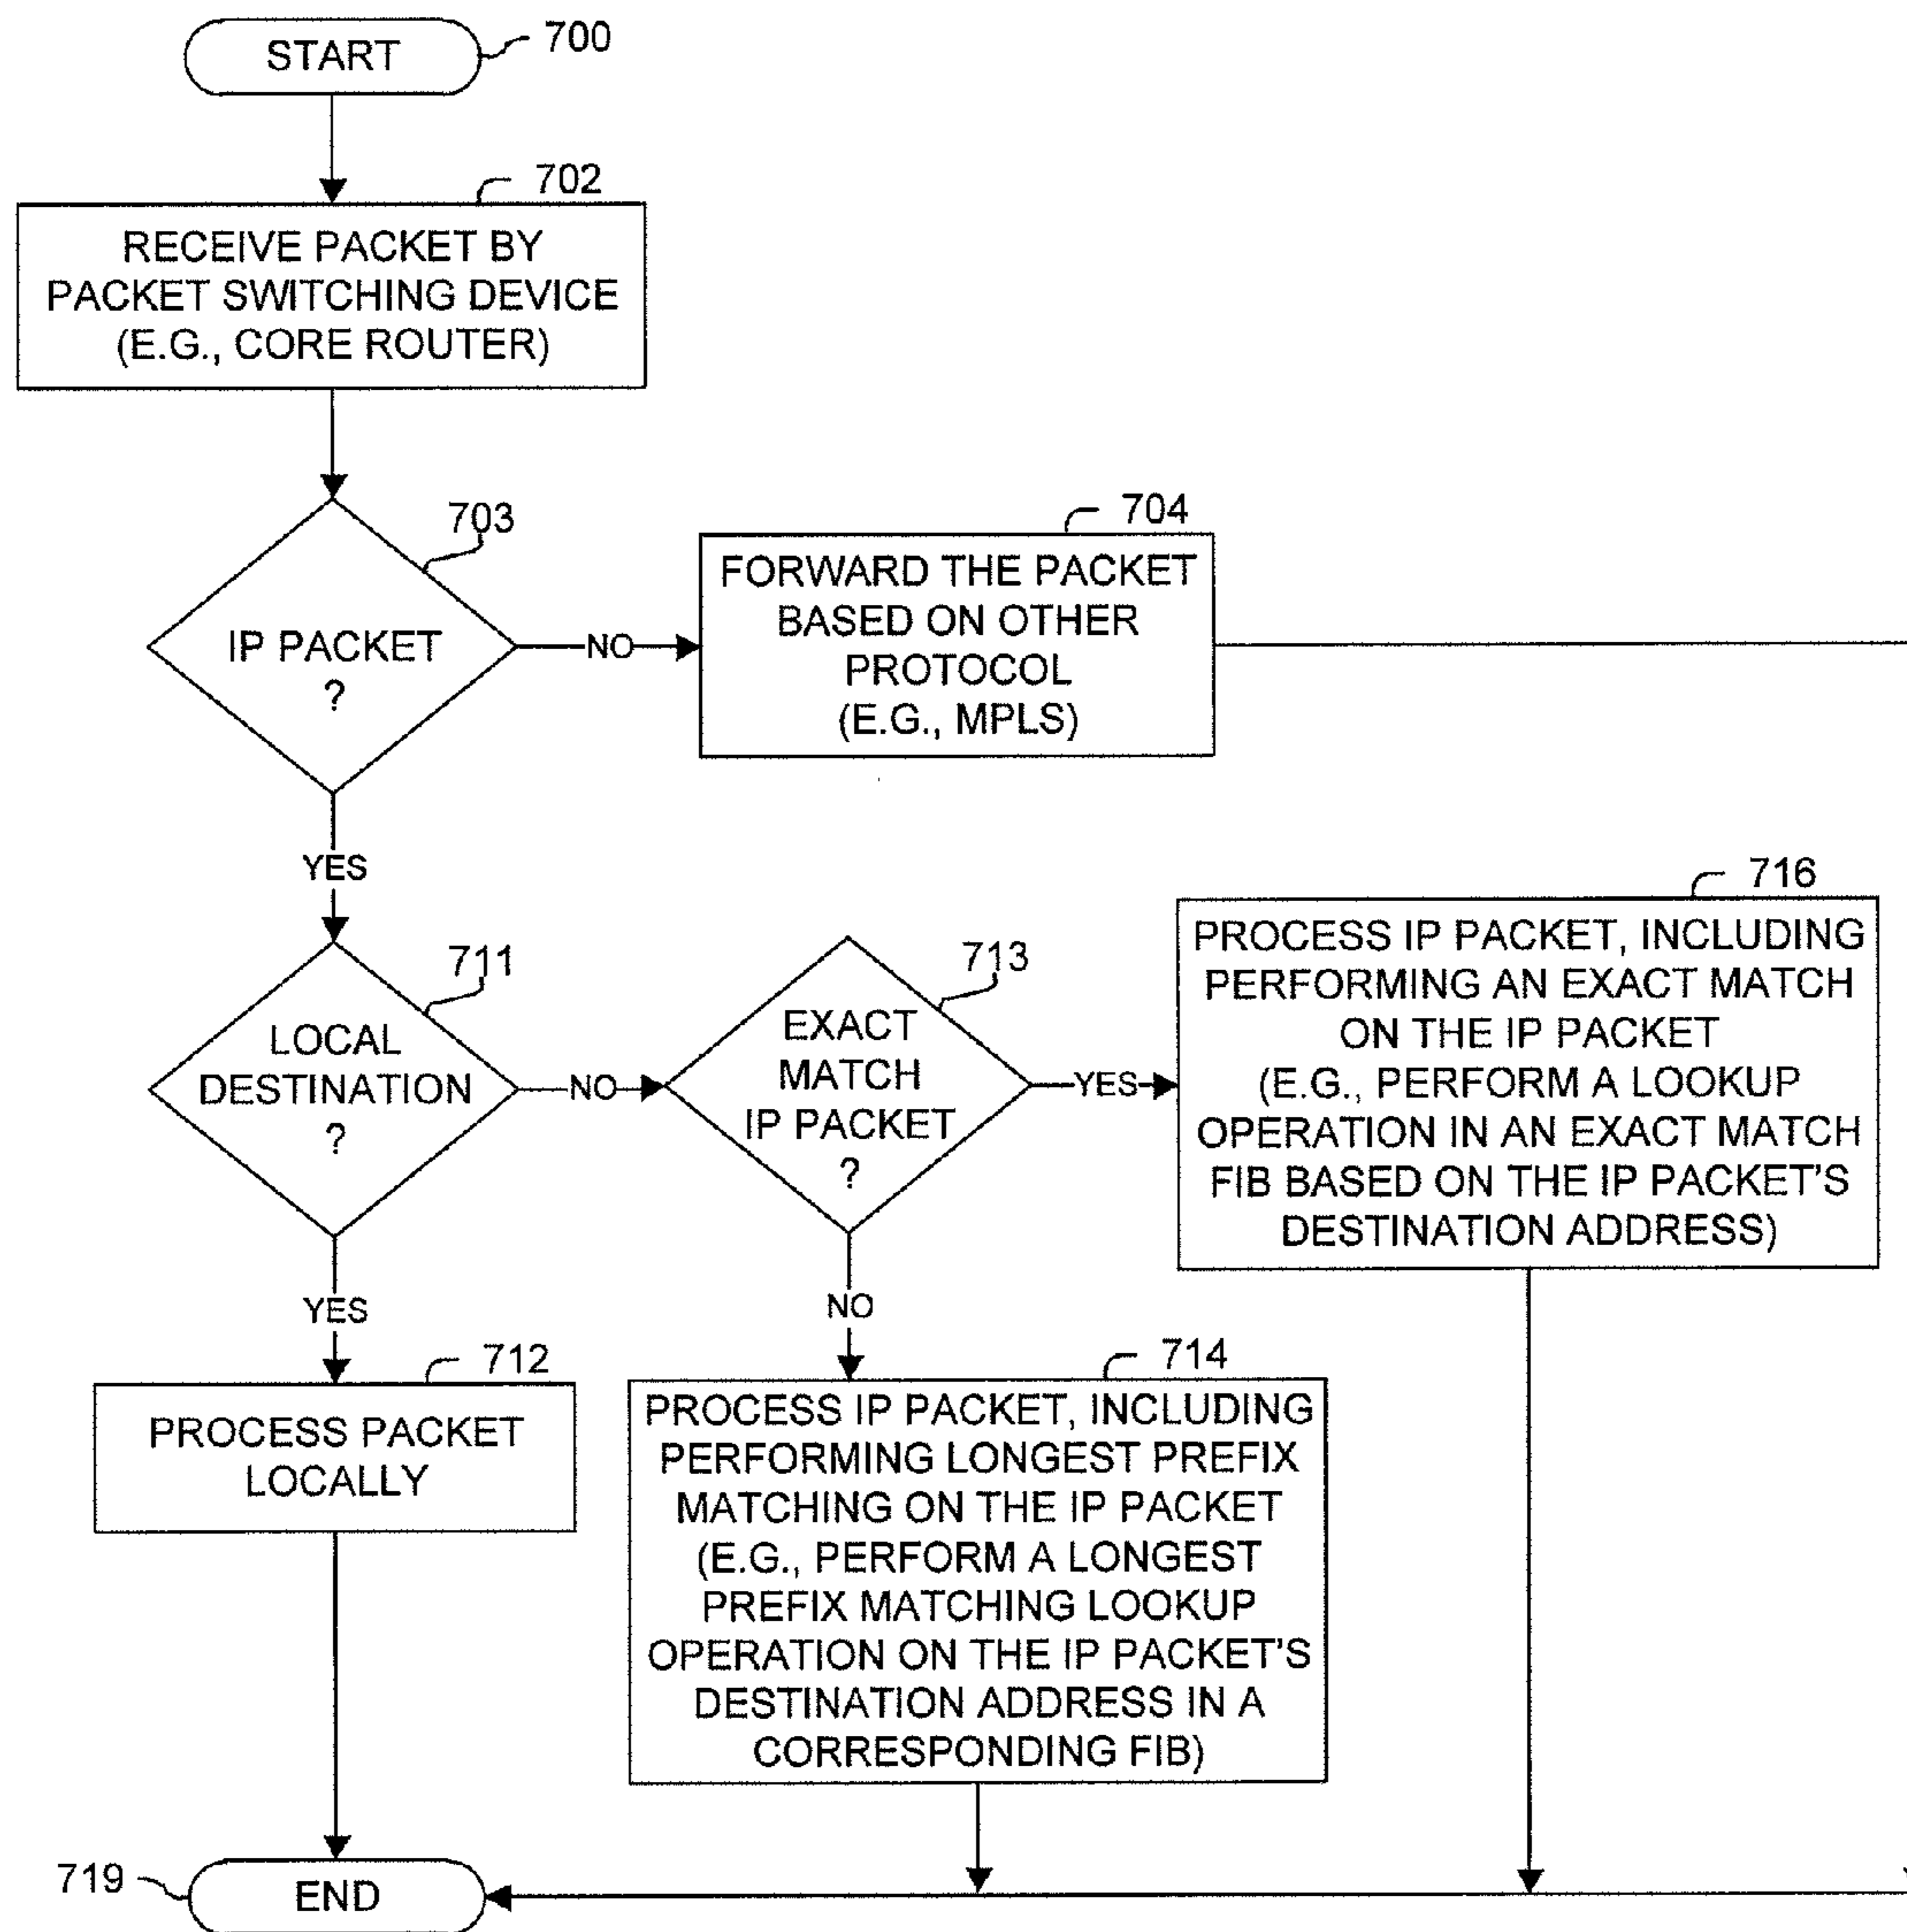 START
700
702
RECEIVE PACKET BY
PACKET SWITCHING DEVICE
(E.G., CORE ROUTER)
703
IP PACKET
?
NO
704
FORWARD THE PACKET
BASED ON OTHER
PROTOCOL
(E.G., MPLS)
YES
711
LOCAL
DESTINATION
?
NO
713
EXACT
MATCH
IP PACKET
?
YES
716
PROCESS IP PACKET, INCLUDING
PERFORMING AN EXACT MATCH
ON THE IP PACKET
(E.G., PERFORM A LOOKUP
OPERATION IN AN EXACT MATCH
FIB BASED ON THE IP PACKET'S
DESTINATION ADDRESS)
YES
NO
712
PROCESS PACKET
LOCALLY
714
PROCESS IP PACKET, INCLUDING
PERFORMING LONGEST PREFIX
MATCHING ON THE IP PACKET
(E.G., PERFORM A LONGEST
PREFIX MATCHING LOOKUP
OPERATION ON THE IP PACKET'S
DESTINATION ADDRESS IN A
CORRESPONDING FIB)
719
END